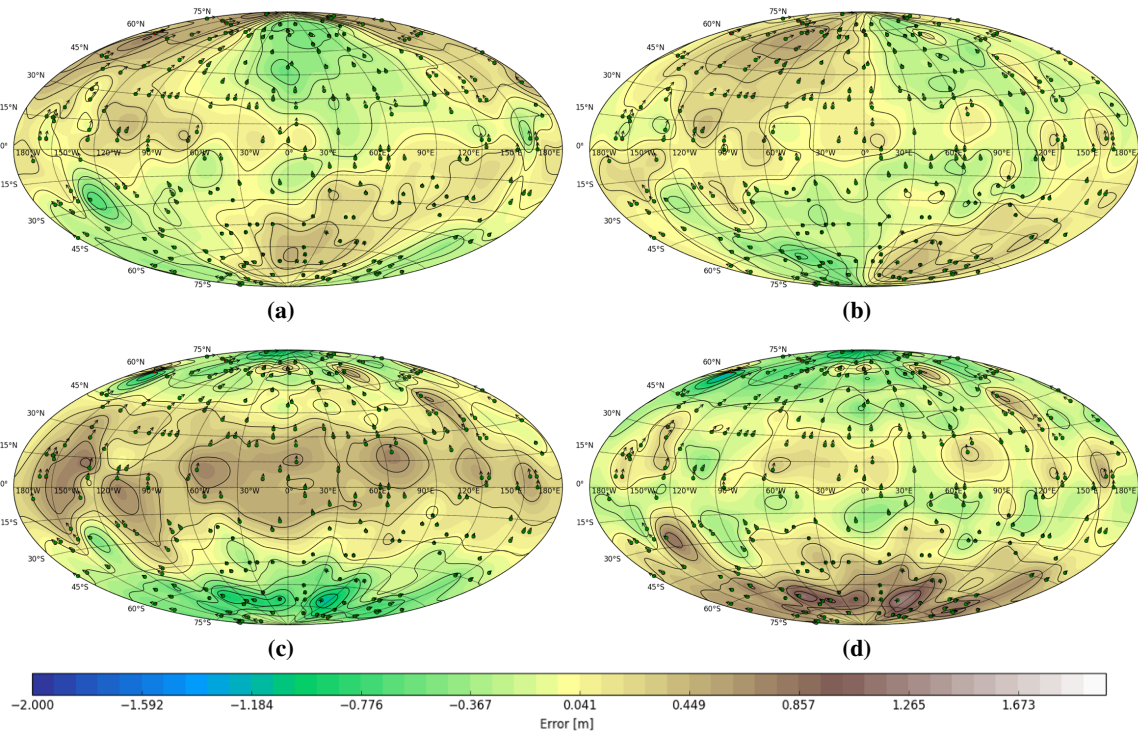 75°N 75°N
60°N 60°N
45°N 45°N
30°N 30°N
15°N 15°N
0° 180°W 150°W 120°W 90°W 60°W 30°W 0° 30°E 60°E 90°E 120°E 150°E 180°E 0° 180°W 150°W 120°W 90°W 60°W 30°W 0° 30°E 60°E 90°E 120°E 150°E 180°E
15°S 15°S
30°S 30°S
45°S 45°S
60°S 60°S
75°S 75°S
(a) (b)
75°N 75°N
60°N 60°N
45°N 45°N
30°N 30°N
15°N 15°N
0° 180°W 150°W 120°W 90°W 60°W 30°W 0° 30°E 60°E 90°E 120°E 150°E 180°E 0° 180°W 150°W 120°W 90°W 60°W 30°W 0° 30°E 60°E 90°E 120°E 150°E 180°E
15°S 15°S
30°S 30°S
45°S 45°S
60°S 60°S
75°S 75°S
(c) (d)
−2.000 −1.592 −1.184 −0.776 −0.367 0.041 0.449 0.857 1.265 1.673
Error [m]